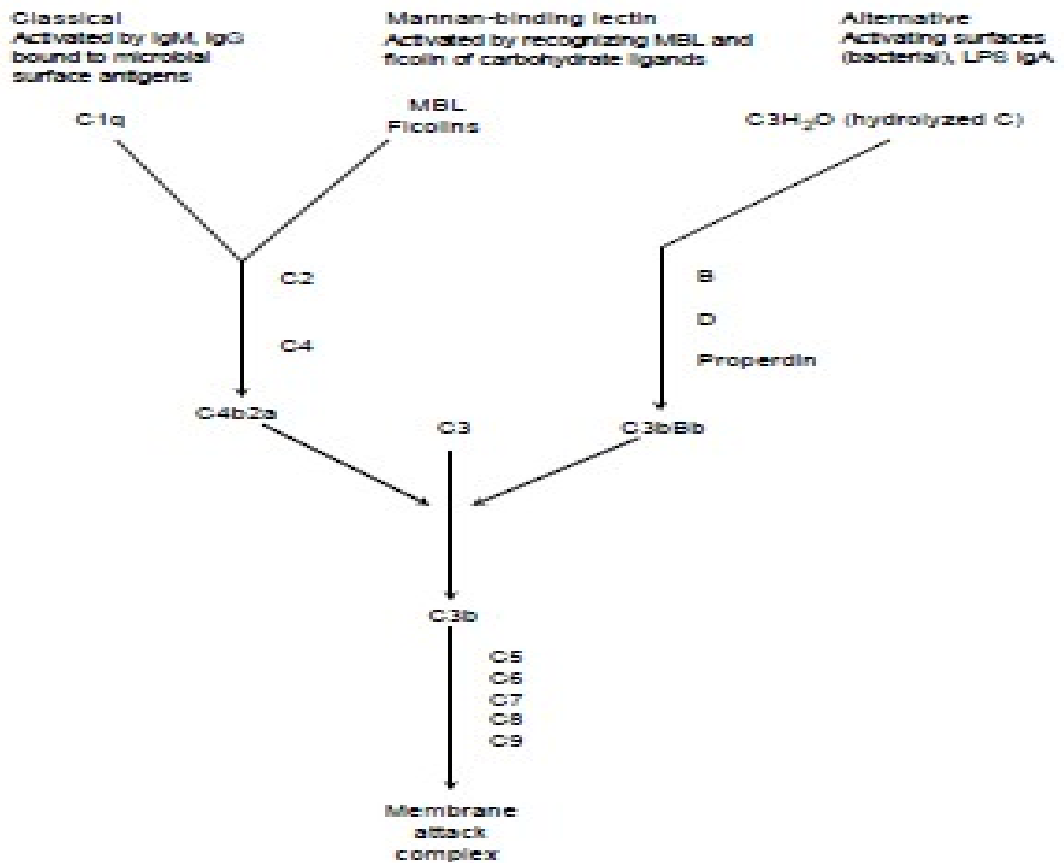 Classical
Activated by IgM, IgG
bound to microbial
surface antigens
Mannan-binding lectin
Activated by recognizing MBL and
ficolin of carbohydrate ligands
Alternative
Activating surfaces
(bacterial), LPS IgA
C1q
MBL
Ficolins
C3H₂O (hydrolyzed C)
C2
C4
B
D
Properdin
C4b2a
C3
C3bBb
C3b
C5
C6
C7
C8
C9
Membrane
attack
complex